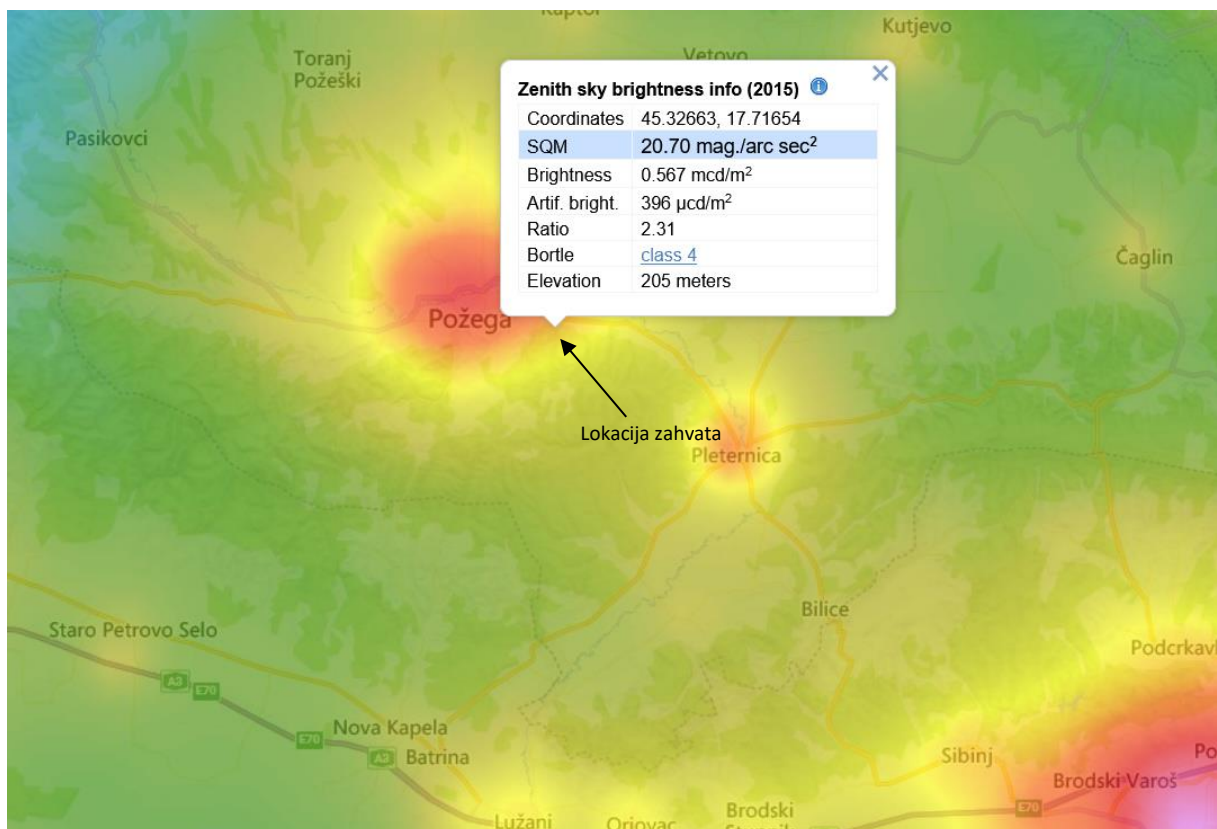 Kaptol
Kutjevo
Toranj
Požeški
Vetovo
Zenith sky brightness info (2015)
Coordinates 45.32663, 17.71654
SQM 20.70 mag./arc sec²
Brightness 0.567 mcd/m²
Artif. bright. 396 µcd/m²
Ratio 2.31
Bortle class 4
Elevation 205 meters
Pasikovci
Čaglin
Požega
Lokacija zahvata
Pleternica
Bilice
Staro Petrovo Selo
Podcrkavl
A3
E70
Nova Kapela
E70
A3
Batrina
Sibinj
Po
Brodski Varoš
E70
Lužani
Oriovac
Brodski